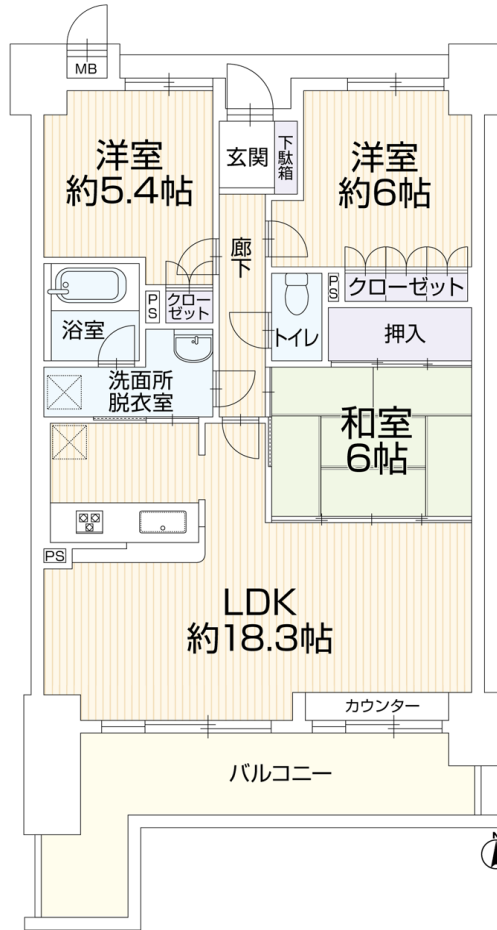 MB
洋室
約5.4帖
玄関
下駄箱
洋室
約6帖
廊下
PS
クローゼット
PS
クローゼット
浴室
トイレ
押入
洗面所
脱衣室
和室
6帖
PS
LDK
約18.3帖
カウンター
バルコニー
N